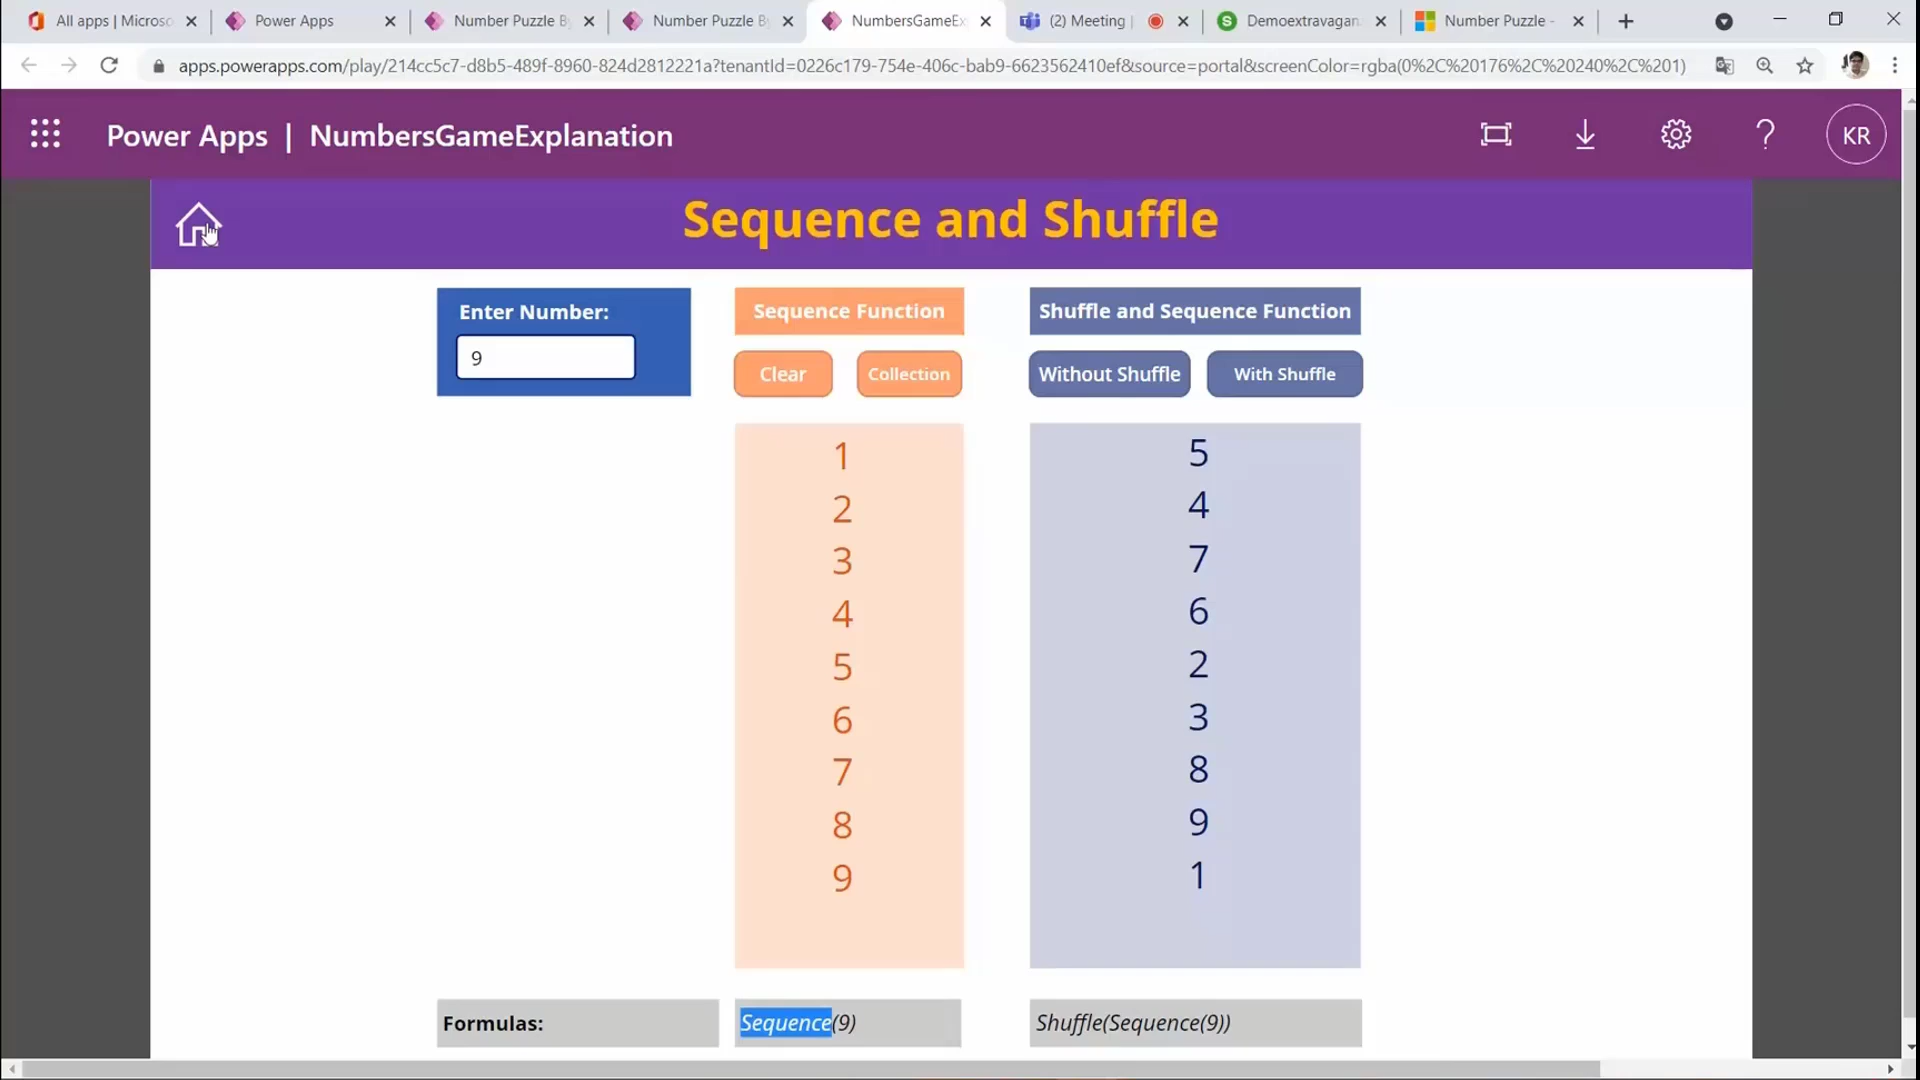 All apps | Microso
Power Apps
Number Puzzle B
Number Puzzle B
NumbersGameEx
(2) Meeting |
Demoextravagan
Number Puzzle -
apps.powerapps.com/play/214cc5c7-d8b5-489f-8960-824d2812221a?tenantId=0226c179-754e-406c-bab9-6623562410ef&source=portal&screenColor=rgba(0%2C%20176%2C%20240%2C%201)
Power Apps | NumbersGameExplanation
KR
Sequence and Shuffle
Enter Number:
9
Sequence Function
Clear
Collection
1
2
3
4
5
6
7
8
9
Shuffle and Sequence Function
Without Shuffle
With Shuffle
5
4
7
6
2
3
8
9
1
Formulas:
Sequence(9)
Shuffle(Sequence(9))